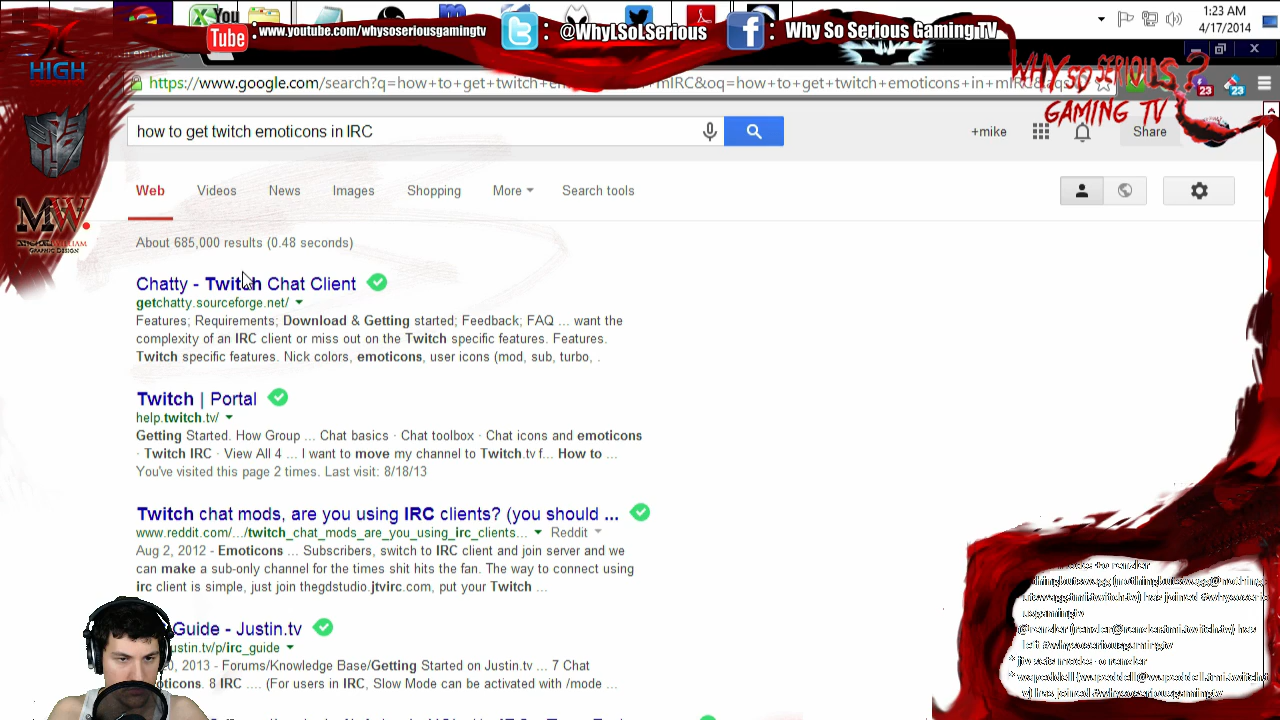 1:23 AM
4/17/2014
You
Tube : www.youtube.com/whysoseriousgamingtv
: @WhyISoLSerious
: Why So Serious Gaming TV
HIGH
WHY SO SERIOUS?
GAMING TV
https://www.google.com/search?q=how+to+get+twitch+
mIRC&oq=how+to+get+twitch+emoticons+in+mIRC&aqs
23
23
how to get twitch emoticons in IRC
+mike
Share
Web
Videos
News
Images
Shopping
More
Search tools
MW.
GRAPHIC DESIGN
About 685,000 results (0.48 seconds)
Chatty - Twitch Chat Client
getchatty.sourceforge.net/
Features; Requirements; Download & Getting started; Feedback; FAQ ... want the
complexity of an IRC client or miss out on the Twitch specific features. Features.
Twitch specific features. Nick colors, emoticons, user icons (mod, sub, turbo, .
Twitch | Portal
help.twitch.tv/
Getting Started. How Group ... Chat basics · Chat toolbox · Chat icons and emoticons
· Twitch IRC · View All 4 ... I want to move my channel to Twitch.tv f... How to ...
You've visited this page 2 times. Last visit: 8/18/13
Twitch chat mods, are you using IRC clients? (you should ...
www.reddit.com/.../twitch_chat_mods_are_you_using_irc_clients...
Reddit
Aug 2, 2012 - Emoticons ... Subscribers, switch to IRC client and join server and we
can make a sub-only channel for the times shit hits the fan. The way to connect using
irc client is simple, just join thegdstudio.jtvirc.com, put your Twitch ...
Guide - Justin.tv
ustin.tv/p/irc_guide
0, 2013 - Forums/Knowledge Base/Getting Started on Justin.tv ... 7 Chat
oticons. 8 IRC .... (For users in IRC, Slow Mode can be activated with /mode ...